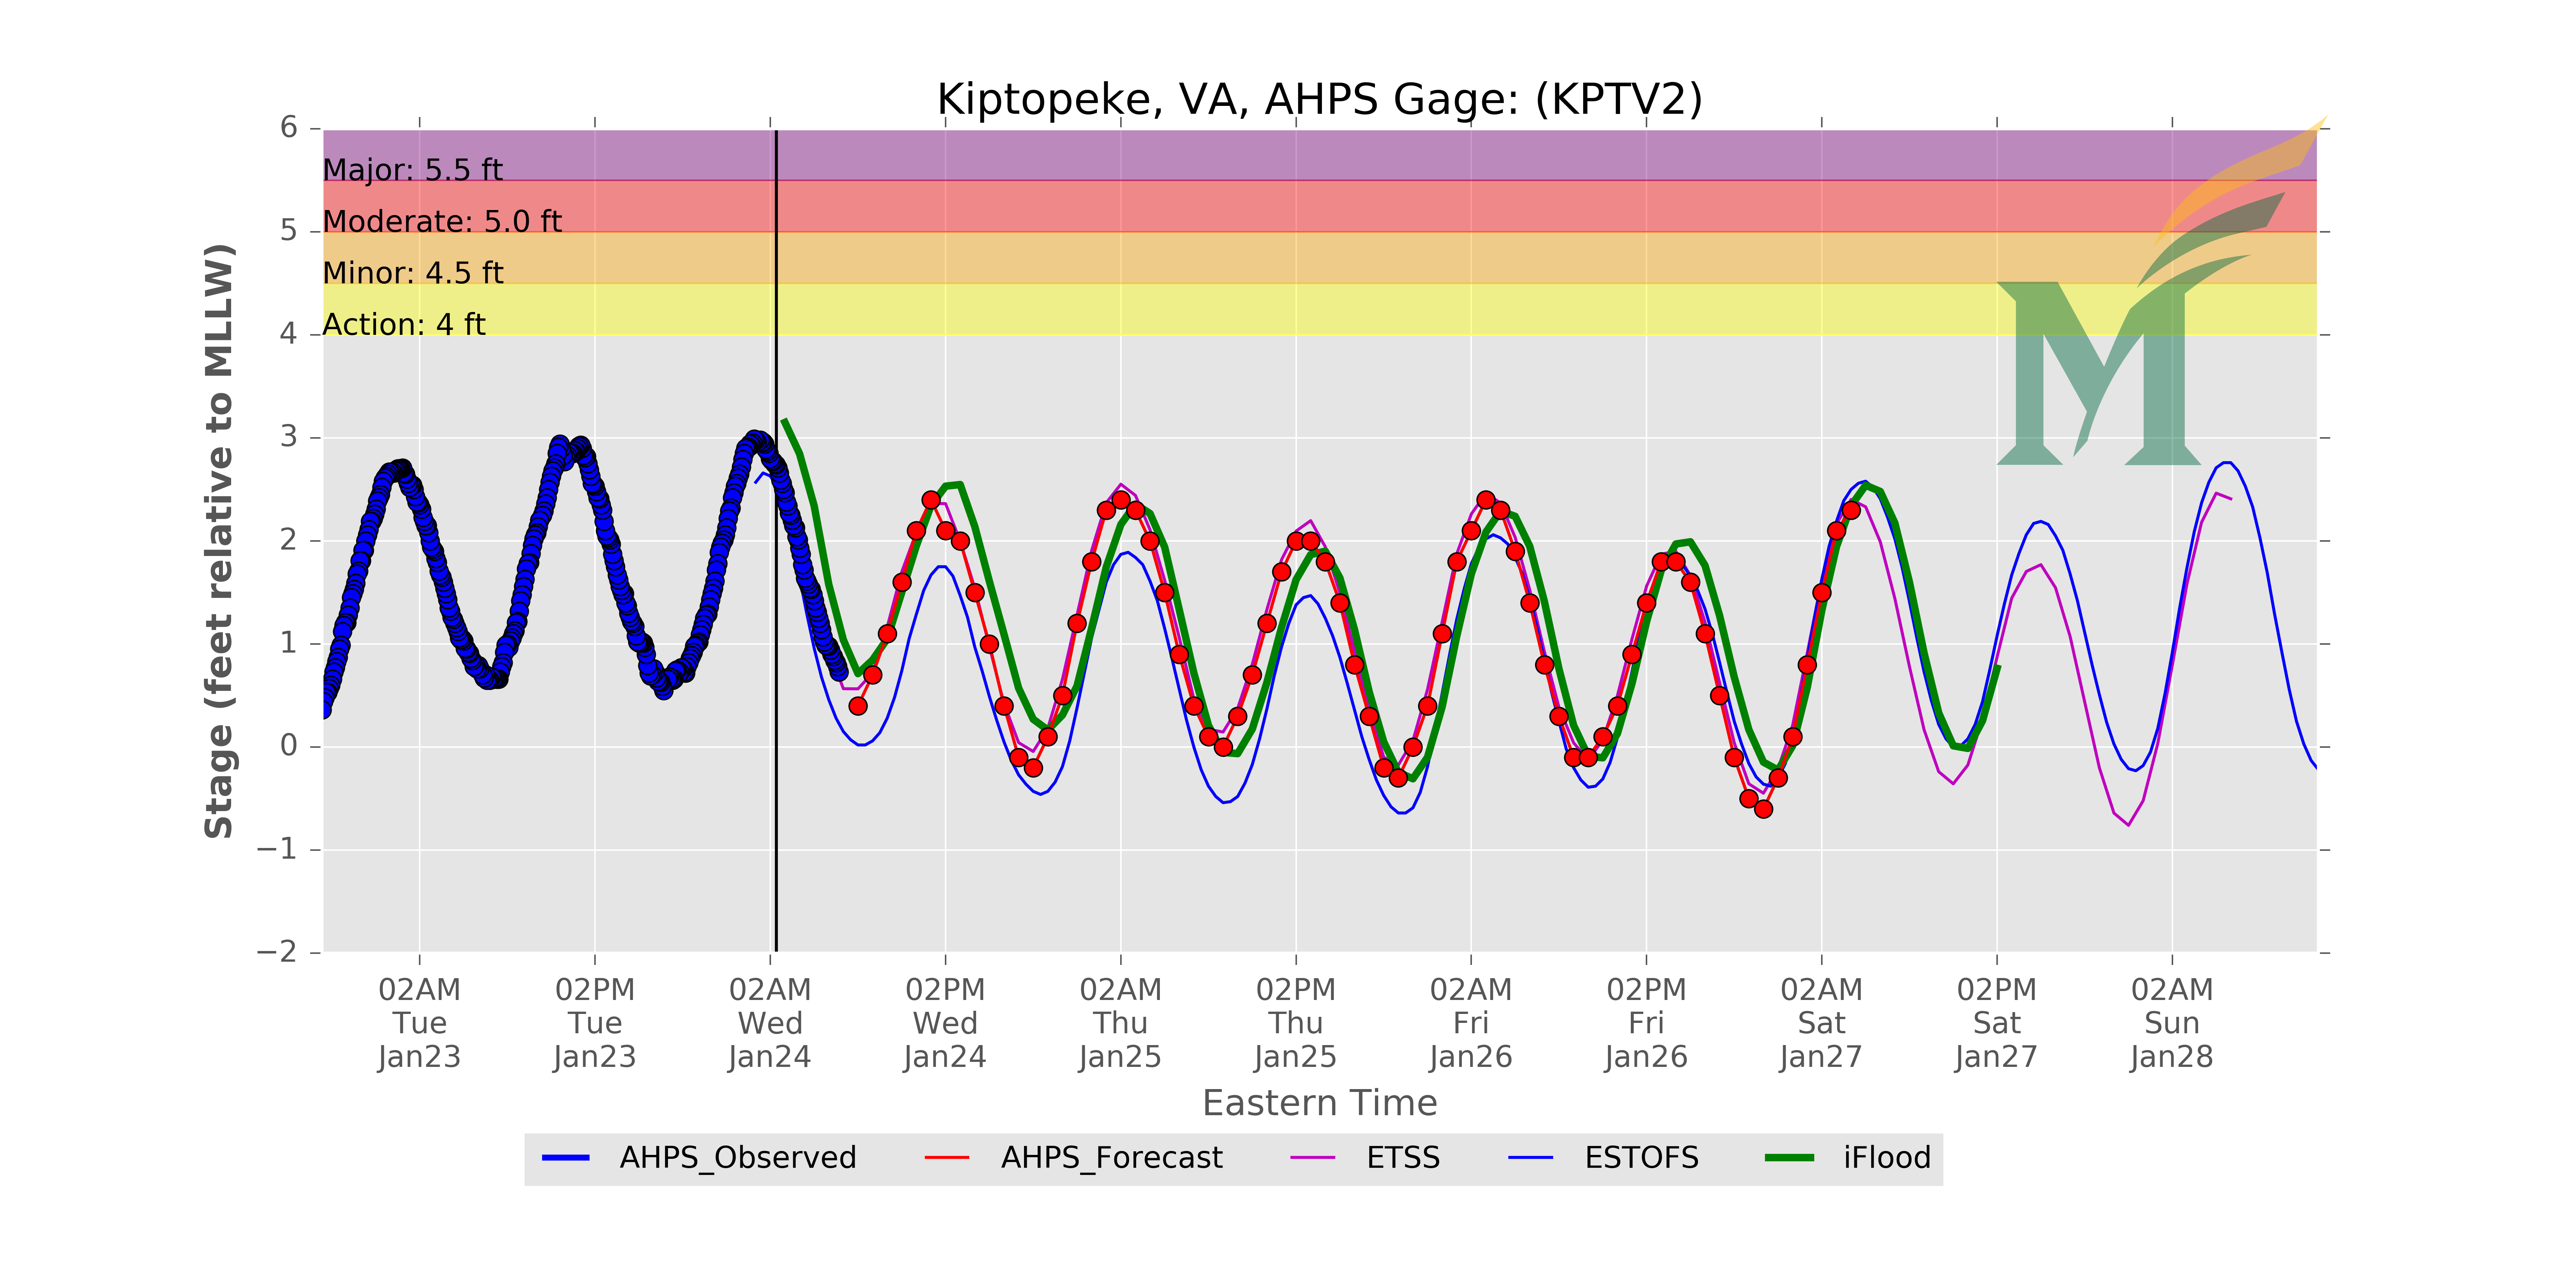 Kiptopeke, VA, AHPS Gage: (KPTV2)
6
5
4
3
2
1
0
−1
−2
Stage (feet relative to MLLW)
Major: 5.5 ft
Moderate: 5.0 ft
Minor: 4.5 ft
Action: 4 ft
M
02AM 02PM 02AM 02PM 02AM 02PM 02AM 02PM 02AM 02PM 02AM
Tue Tue Wed Wed Thu Thu Fri Fri Sat Sat Sun
Jan23 Jan23 Jan24 Jan24 Jan25 Jan25 Jan26 Jan26 Jan27 Jan27 Jan28
Eastern Time
AHPS_Observed AHPS_Forecast ETSS ESTOFS iFlood